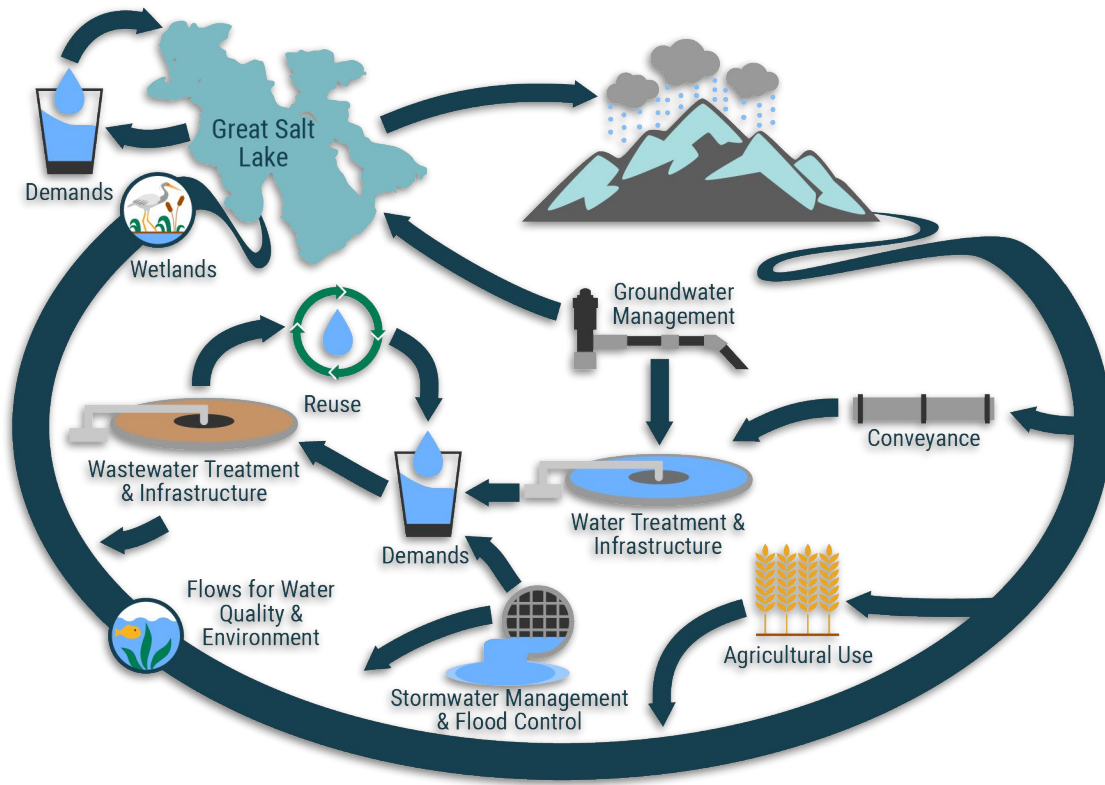 Great Salt
Lake
Demands
Wetlands
Groundwater
Management
Reuse
Conveyance
Wastewater Treatment
& Infrastructure
Water Treatment &
Infrastructure
Demands
Flows for Water
Quality &
Environment
Agricultural Use
Stormwater Management
& Flood Control